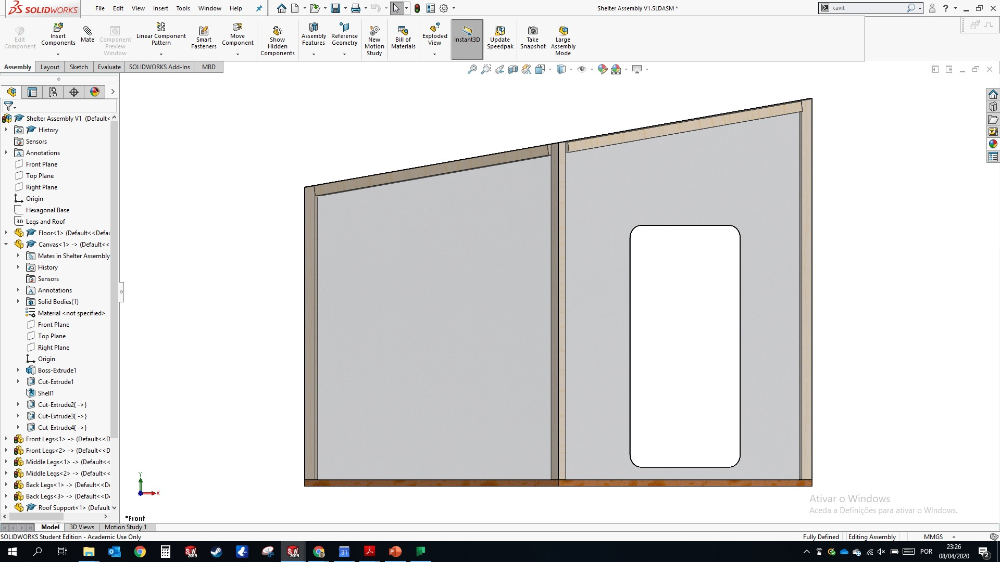 SOLIDWORKS
File Edit View Insert Tools Window Help
Shelter Assembly V1.SLDASM *
cavit
Edit Component
Insert Components
Mate
Component Preview Window
Linear Component Pattern
Smart Fasteners
Move Component
Show Hidden Components
Assembly Features
Reference Geometry
New Motion Study
Bill of Materials
Exploded View
Instant3D
Update Speedpak
Take Snapshot
Large Assembly Mode
Assembly Layout Sketch Evaluate SOLIDWORKS Add-Ins MBD
Shelter Assembly V1 (Default<
History
Sensors
Annotations
Front Plane
Top Plane
Right Plane
Origin
Hexagonal Base
3D Legs and Roof
Floor<1> (Default<<Defau
Canvas<1> -> (Default<<
Mates in Shelter Assembly
History
Sensors
Annotations
Solid Bodies(1)
Material <not specified>
Front Plane
Top Plane
Right Plane
Origin
Boss-Extrude1
Cut-Extrude1
Shell1
Cut-Extrude2{ ->}
Cut-Extrude3{ ->}
Cut-Extrude4{ ->}
Front Legs<1> -> (Default<<D
Front Legs<2> -> (Default<<D
Middle Legs<1> -> (Default<<
Middle Legs<2> -> (Default<<
Back Legs<1> -> (Default<<D
Back Legs<3> -> (Default<<D
Roof Support<1> (Default
Y
X
*Front
Ativar o Windows
Aceda a Definições para ativar o Windows.
Model 3D Views Motion Study 1
SOLIDWORKS Student Edition - Academic Use Only
Fully Defined Editing Assembly MMGS
SW 2019
SW 2019
31
POR
23:26
08/04/2020
2